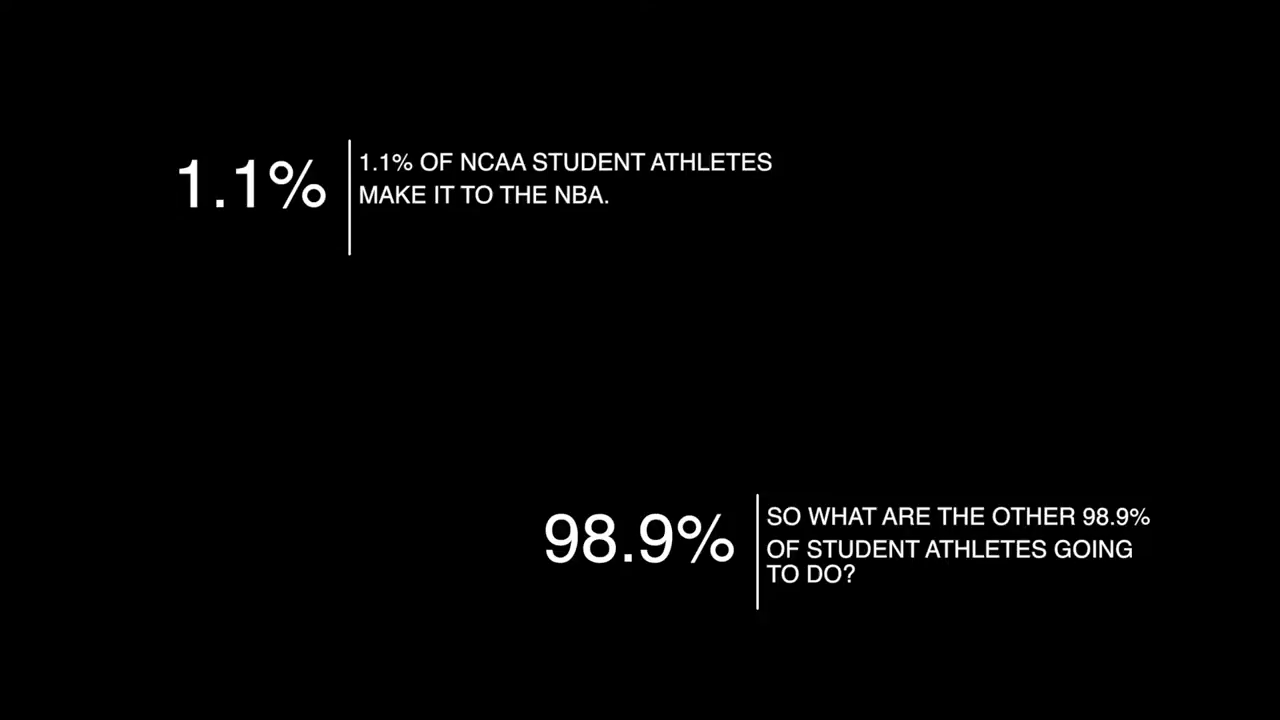 1.1%
1.1% OF NCAA STUDENT ATHLETES
MAKE IT TO THE NBA.
98.9%
SO WHAT ARE THE OTHER 98.9%
OF STUDENT ATHLETES GOING
TO DO?